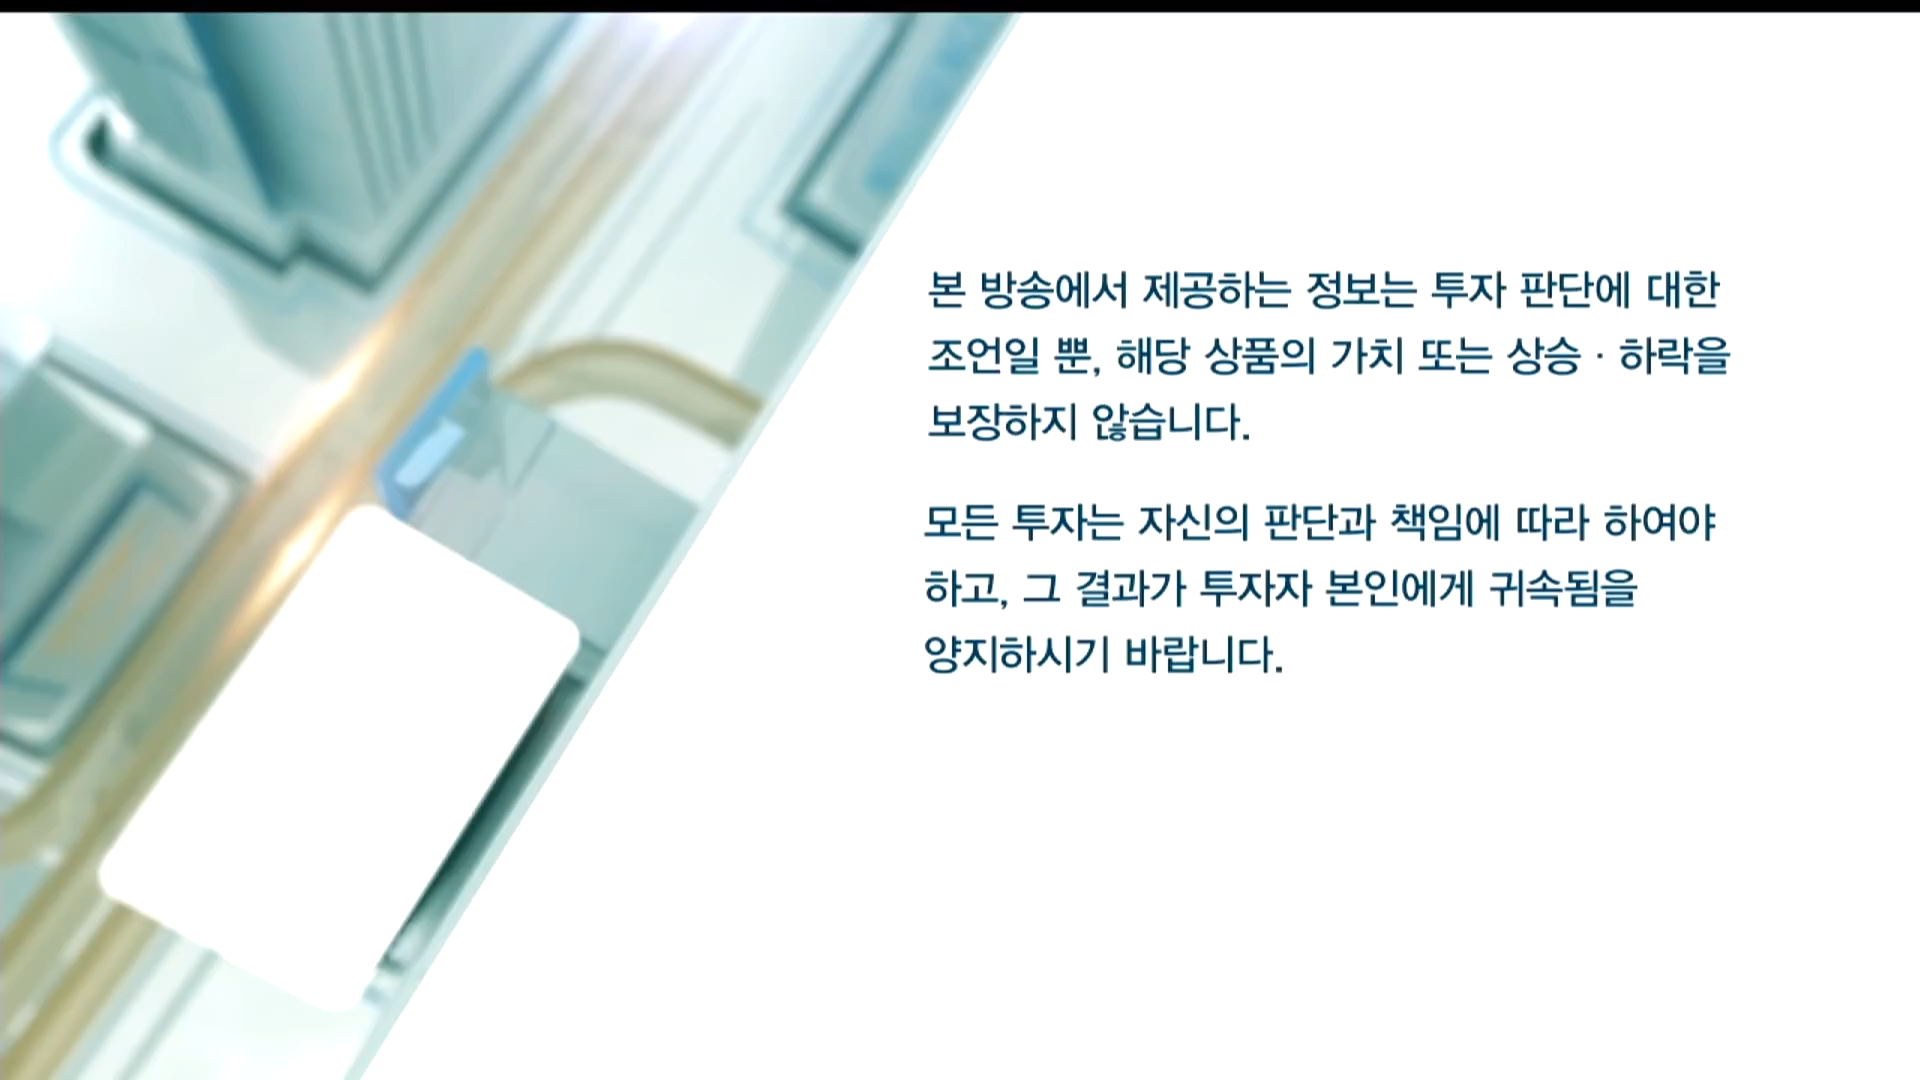 본 방송에서 제공하는 정보는 투자 판단에 대한
조언일 뿐, 해당 상품의 가치 또는 상승 · 하락을
보장하지 않습니다.
모든 투자는 자신의 판단과 책임에 따라 하여야
하고, 그 결과가 투자자 본인에게 귀속됨을
양지하시기 바랍니다.